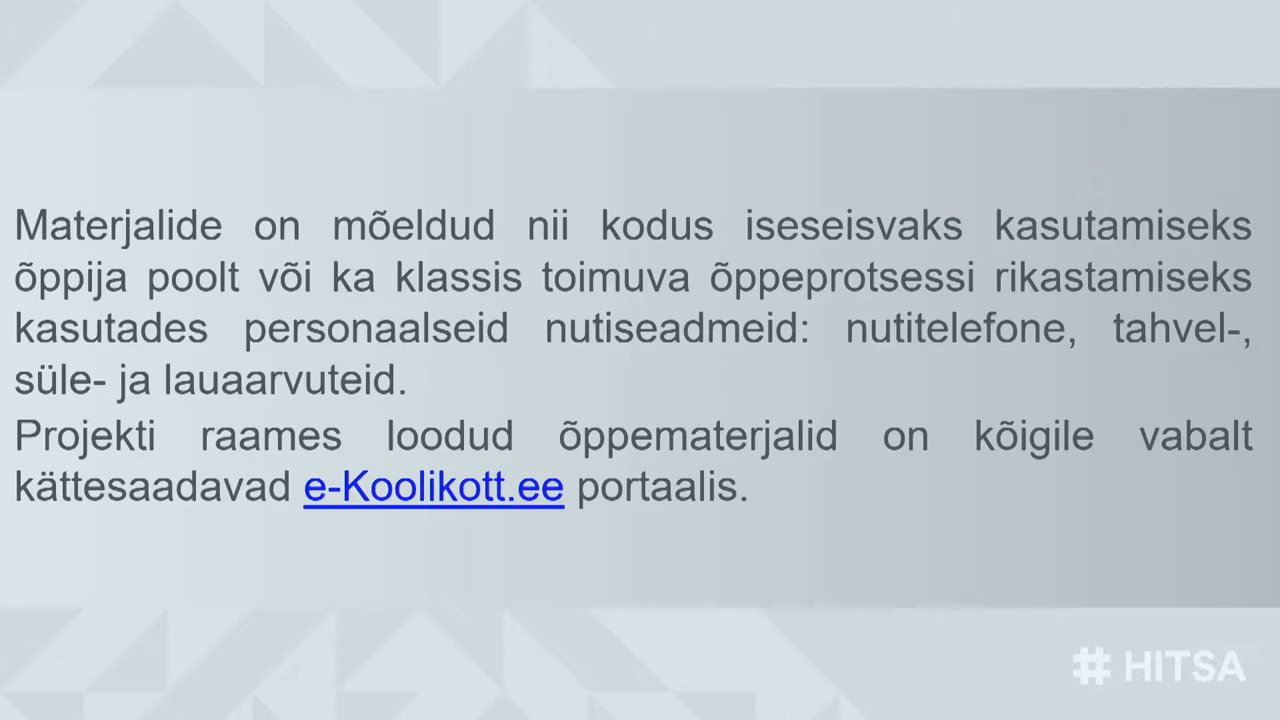 Materjalide on mõeldud nii kodus iseseisvaks kasutamiseks
õppija poolt või ka klassis toimuva õppeprotsessi rikastamiseks
kasutades personaalseid nutiseadmeid: nutitelefone, tahvel-,
süle- ja lauaarvuteid.
Projekti raames loodud õppematerjalid on kõigile vabalt
kättesaadavad e-Koolikott.ee portaalis.
# HITSA